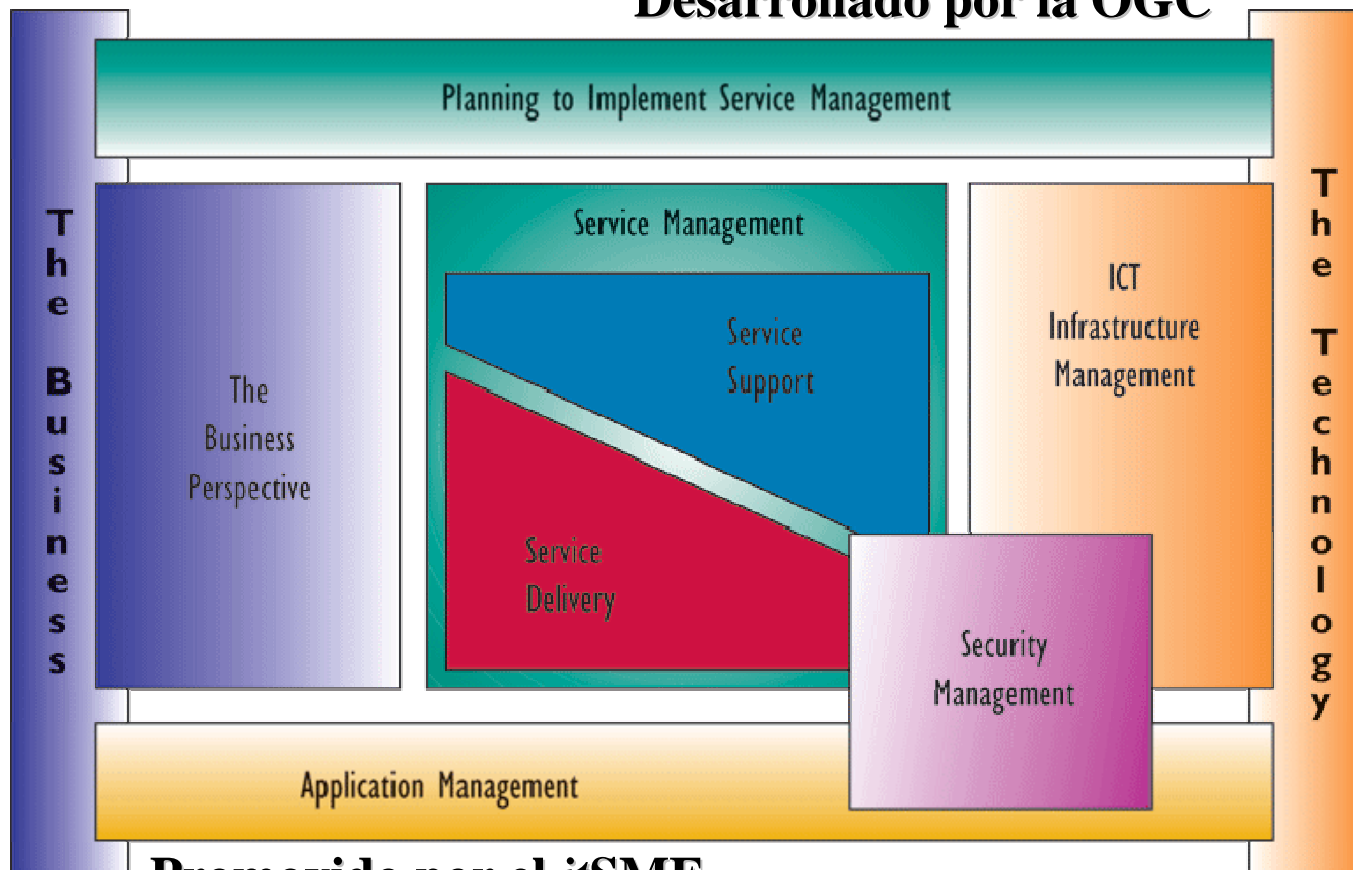 Desarrollado por la OGC
Planning to Implement Service Management
The Business
The
Business
Perspective
Service Management
Service
Support
Service
Delivery
ICT
Infrastructure
Management
Security
Management
The Technology
Application Management
Promovido por el itSMF